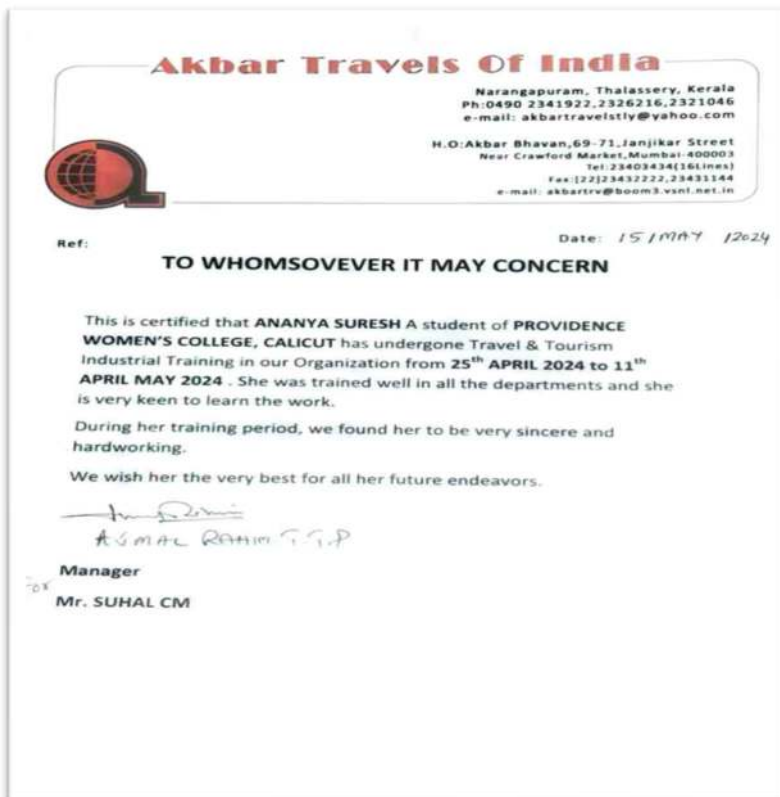 Akbar Travels Of India
Narangapuram, Thalassery, Kerala
Ph:0490 2341922,2326216,2321046
e-mail: akbartravelstly@yahoo.com
H.O:Akbar Bhavan,69-71,Janjikar Street
Near Crawford Market,Mumbai-400003
Tel:23403434(16Lines)
Fax:[22]23432222,23431144
e-mail: akbartrv@boom3.vsnl.net.in
Ref:
Date: 15/MAY /2024
TO WHOMSOVEVER IT MAY CONCERN
This is certified that ANANYA SURESH A student of PROVIDENCE
WOMEN'S COLLEGE, CALICUT has undergone Travel & Tourism
Industrial Training in our Organization from 25th APRIL 2024 to 11th
APRIL MAY 2024 . She was trained well in all the departments and she
is very keen to learn the work.
During her training period, we found her to be very sincere and
hardworking.
We wish her the very best for all her future endeavors.
ASMAL RAHIM T.T.P
Manager
for
Mr. SUHAL CM